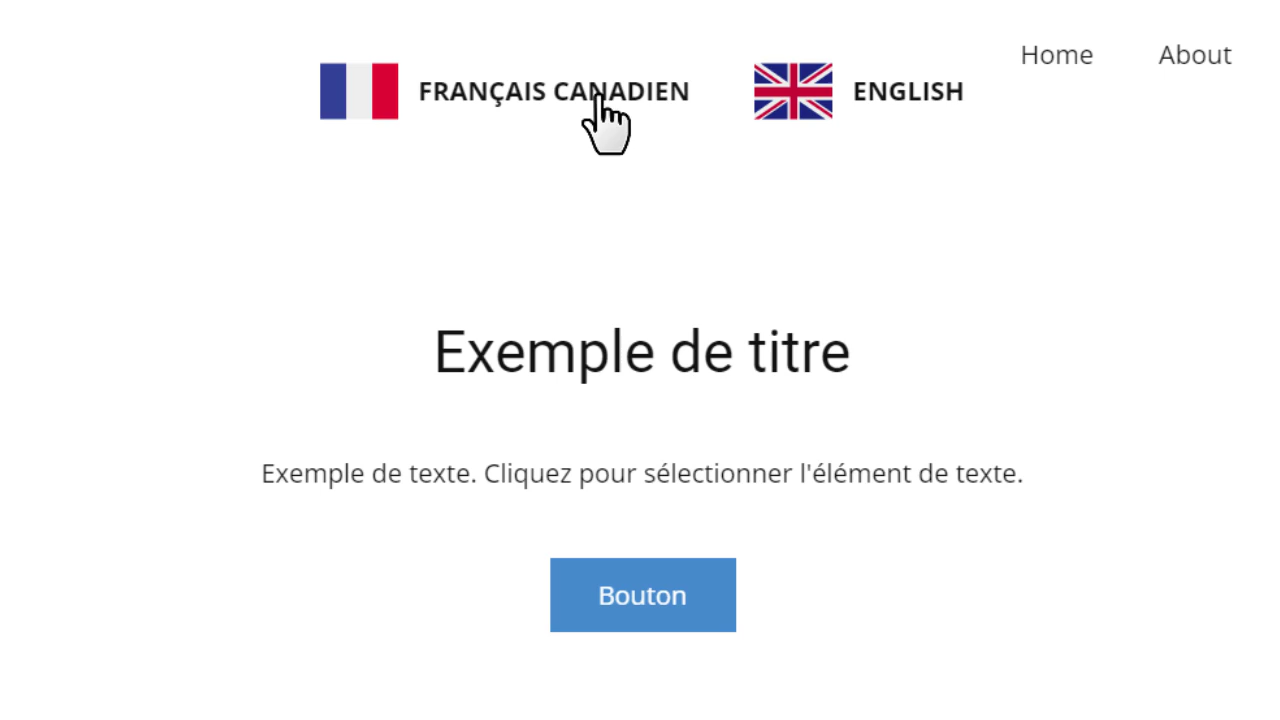 Home About
FRANÇAIS CANADIEN ENGLISH
Exemple de titre
Exemple de texte. Cliquez pour sélectionner l'élément de texte.
Bouton